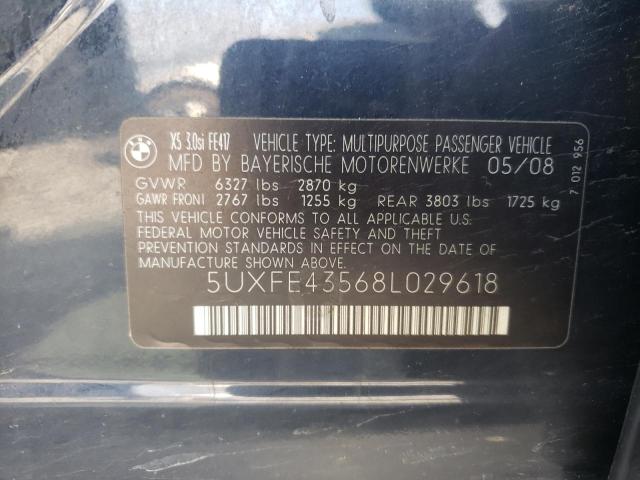 BMW X5 3.0si FE417 VEHICLE TYPE: MULTIPURPOSE PASSENGER VEHICLE
MFD BY BAYERISCHE MOTORENWERKE 05/08
GVWR 6327 lbs 2870 kg
GAWR FRONT 2767 lbs 1255 kg REAR 3803 lbs 1725 kg
THIS VEHICLE CONFORMS TO ALL APPLICABLE U.S.
FEDERAL MOTOR VEHICLE SAFETY AND THEFT
PREVENTION STANDARDS IN EFFECT ON THE DATE OF
MANUFACTURE SHOWN ABOVE.
5UXFE43568L029618
7 012 956